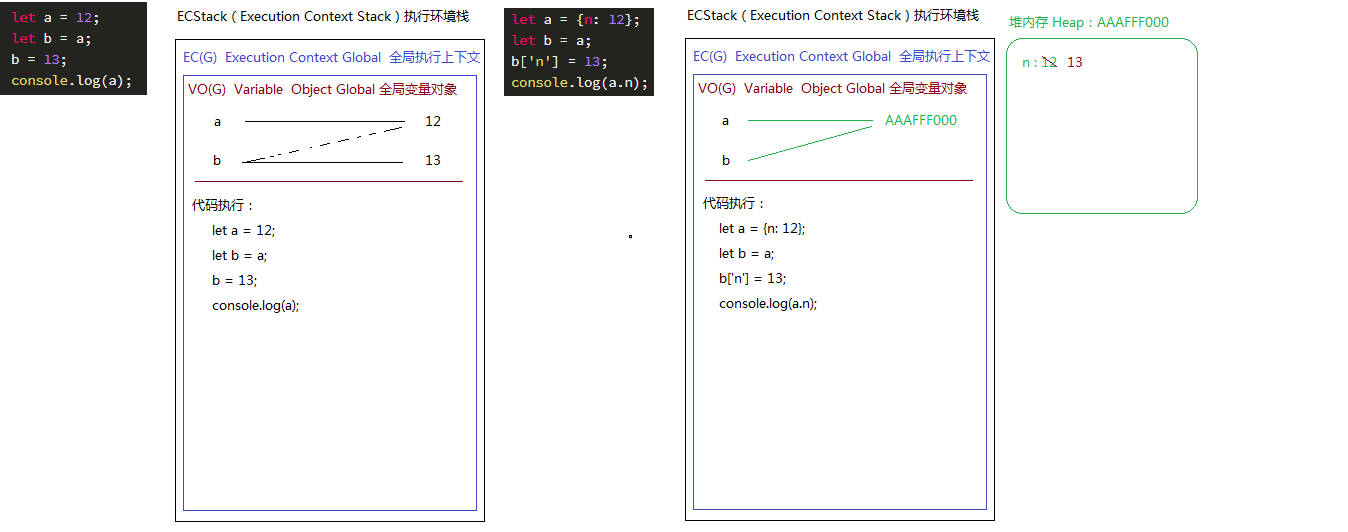 let a = 12;
let b = a;
b = 13;
console.log(a);
ECStack ( Execution Context Stack ) 执行环境栈
EC(G) Execution Context Global 全局执行上下文
VO(G) Variable Object Global 全局变量对象
a 12
b 13
代码执行：
let a = 12;
let b = a;
b = 13;
console.log(a);
let a = {n: 12};
let b = a;
b['n'] = 13;
console.log(a.n);
ECStack ( Execution Context Stack ) 执行环境栈
EC(G) Execution Context Global 全局执行上下文
VO(G) Variable Object Global 全局变量对象
a AAAFFF000
b
代码执行：
let a = {n: 12};
let b = a;
b['n'] = 13;
console.log(a.n);
堆内存 Heap：AAAFFF000
n : 12 13